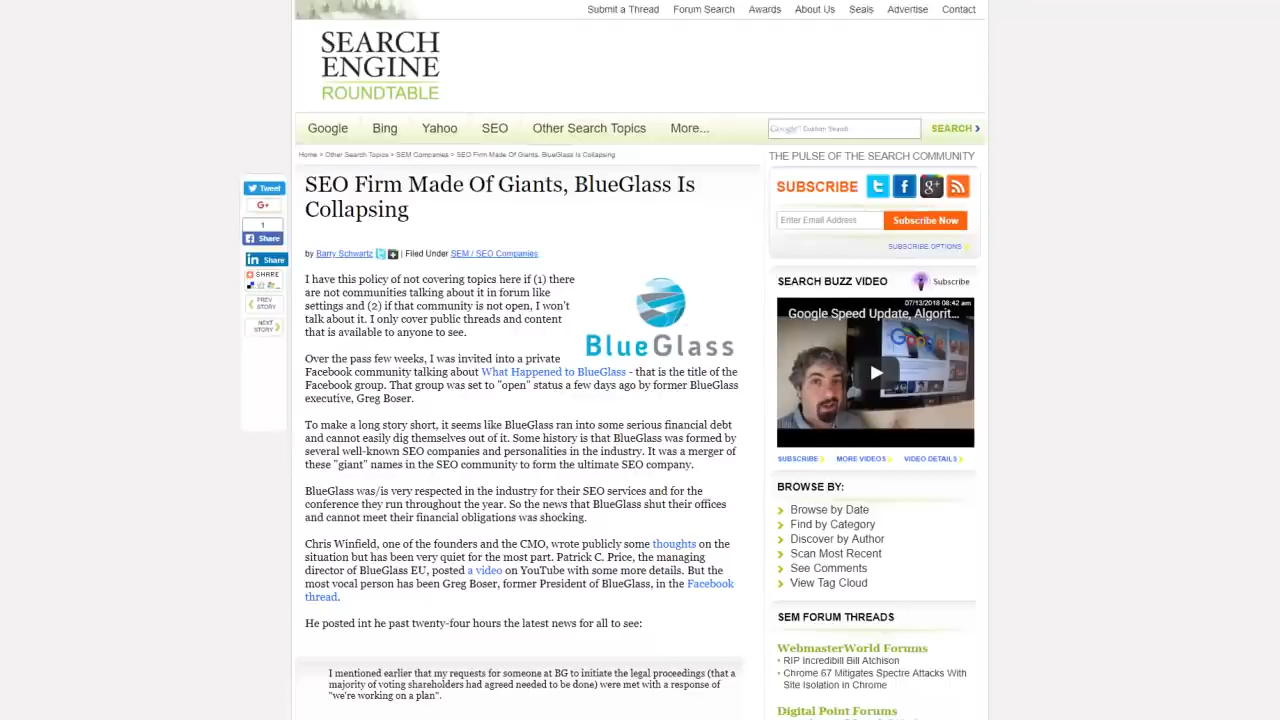 Submit a Thread Forum Search Awards About Us Seals Advertise Contact
SEARCH
ENGINE
ROUNDTABLE
Google Bing Yahoo SEO Other Search Topics More...
Google Custom Search SEARCH
Home > Other Search Topics > SEM Companies > SEO Firm Made Of Giants, BlueGlass Is Collapsing
THE PULSE OF THE SEARCH COMMUNITY
Tweet
G+
1
Share
Share
SHARE
PREV
STORY
NEXT
STORY
SEO Firm Made Of Giants, BlueGlass Is
Collapsing
by Barry Schwartz | Filed Under SEM / SEO Companies
I have this policy of not covering topics here if (1) there
are not communities talking about it in forum like
settings and (2) if that community is not open, I won't
talk about it. I only cover public threads and content
that is available to anyone to see.
BlueGlass
Over the pass few weeks, I was invited into a private
Facebook community talking about What Happened to BlueGlass - that is the title of the
Facebook group. That group was set to "open" status a few days ago by former BlueGlass
executive, Greg Boser.
To make a long story short, it seems like BlueGlass ran into some serious financial debt
and cannot easily dig themselves out of it. Some history is that BlueGlass was formed by
several well-known SEO companies and personalities in the industry. It was a merger of
these "giant" names in the SEO community to form the ultimate SEO company.
BlueGlass was/is very respected in the industry for their SEO services and for the
conference they run throughout the year. So the news that BlueGlass shut their offices
and cannot meet their financial obligations was shocking.
Chris Winfield, one of the founders and the CMO, wrote publicly some thoughts on the
situation but has been very quiet for the most part. Patrick C. Price, the managing
director of BlueGlass EU, posted a video on YouTube with some more details. But the
most vocal person has been Greg Boser, former President of BlueGlass, in the Facebook
thread.
He posted int he past twenty-four hours the latest news for all to see:
I mentioned earlier that my requests for someone at BG to initiate the legal proceedings (that a
majority of voting shareholders had agreed needed to be done) were met with a response of
"we're working on a plan".
SUBSCRIBE
Enter Email Address Subscribe Now
SUBSCRIBE OPTIONS
SEARCH BUZZ VIDEO Subscribe
07/13/2018 08:42 am
Google Speed Update, Algorit...
SUBSCRIBE MORE VIDEOS VIDEO DETAILS
BROWSE BY:
Browse by Date
Find by Category
Discover by Author
Scan Most Recent
See Comments
View Tag Cloud
SEM FORUM THREADS
WebmasterWorld Forums
• RIP Incredibill Bill Atchison
• Chrome 67 Mitigates Spectre Attacks With
Site Isolation in Chrome
Digital Point Forums